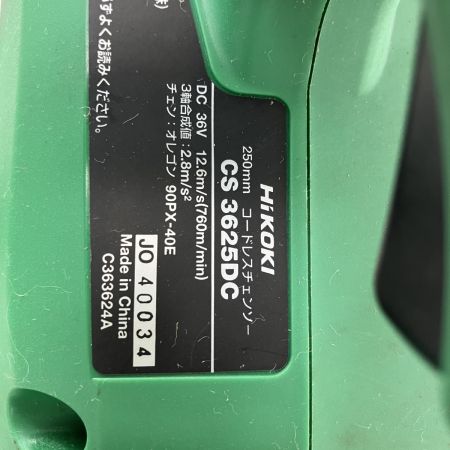 HiKOKI
250mm コードレスチェンソー
CS 3625DC
DC 36V 12.6m/s(760m/min)
3軸合成値:2.8m/s²
チェン:オレゴン 90PX-40E
JO 40034
Made in China
C363624A
ずよくお読みください。